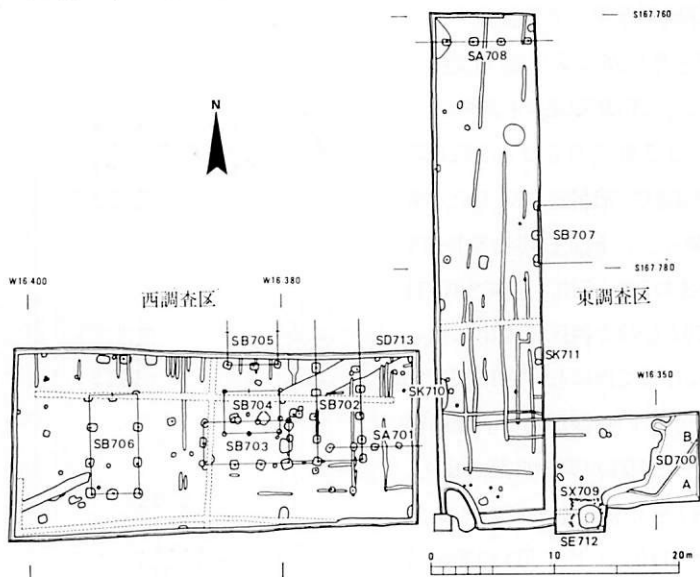 S167.760
SA708
N
SB707
W16.400
西調査区
W16.380
S167.780
東調査区
SB705
SD713
SK711
W16.350
SK710
SB704
SB702
SB706
SB703
SA701
B
SD700
A
SX709
SE712
0
10
20m